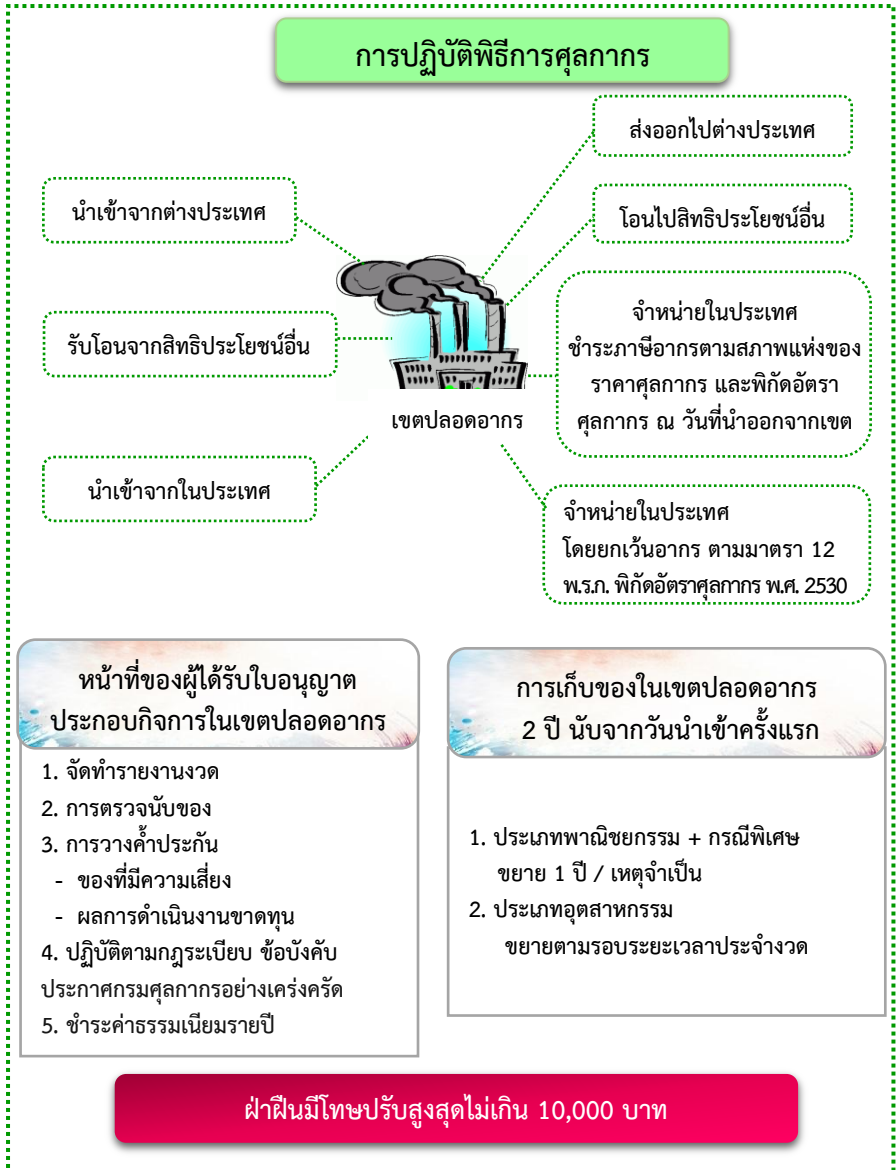 การปฏิบัติพิธีการศุลกากร
ส่งออกไปต่างประเทศ
นำเข้าจากต่างประเทศ
โอนไปสิทธิประโยชน์อื่น
รับโอนจากสิทธิประโยชน์อื่น
จำหน่ายในประเทศ
ชำระภาษีอากรตามสภาพแห่งของ
ราคาศุลกากร และพิกัดอัตรา
ศุลกากร ณ วันที่นำออกจากเขต
เขตปลอดอากร
นำเข้าจากในประเทศ
จำหน่ายในประเทศ
โดยยกเว้นอากร ตามมาตรา 12
พ.ร.ก. พิกัดอัตราศุลกากร พ.ศ. 2530
หน้าที่ของผู้ได้รับใบอนุญาต
ประกอบกิจการในเขตปลอดอากร
1. จัดทำรายงานงวด
2. การตรวจนับของ
3. การวางค้ำประกัน
- ของที่มีความเสี่ยง
- ผลการดำเนินงานขาดทุน
4. ปฏิบัติตามกฎระเบียบ ข้อบังคับ
ประกาศกรมศุลกากรอย่างเคร่งครัด
5. ชำระค่าธรรมเนียมรายปี
การเก็บของในเขตปลอดอากร
2 ปี นับจากวันนำเข้าครั้งแรก
1. ประเภทพาณิชยกรรม + กรณีพิเศษ
ขยาย 1 ปี / เหตุจำเป็น
2. ประเภทอุตสาหกรรม
ขยายตามรอบระยะเวลาประจำงวด
ฝ่าฝืนมีโทษปรับสูงสุดไม่เกิน 10,000 บาท